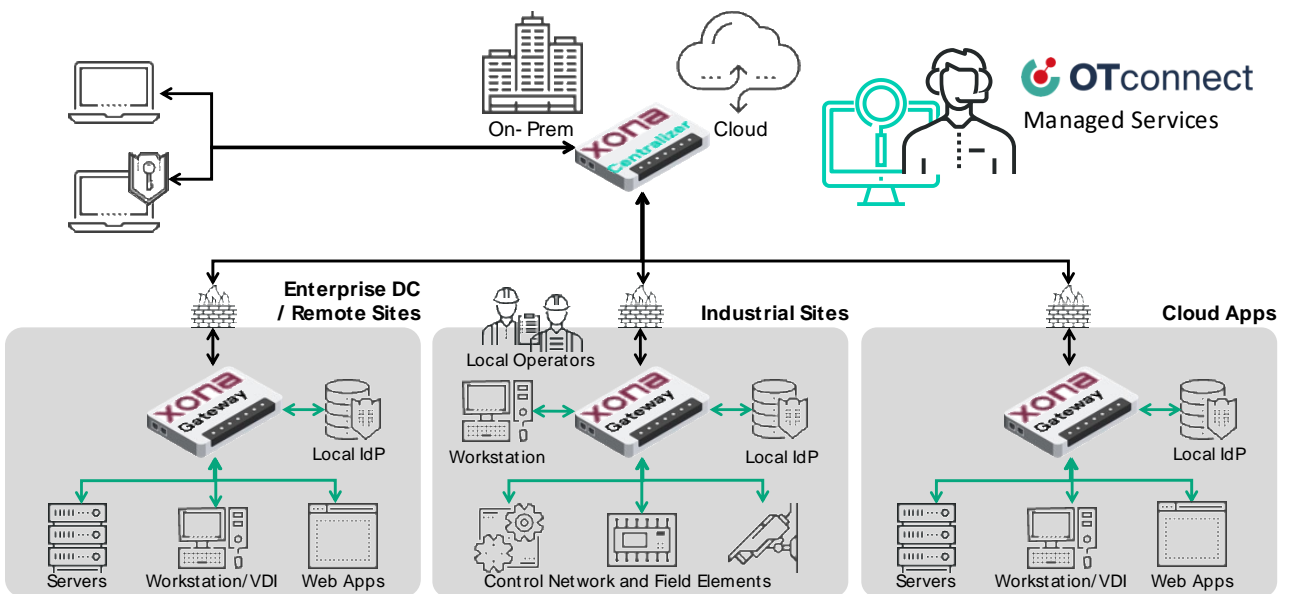 On- Prem
Cloud
xona
Centralizer
OTconnect
Managed Services
Enterprise DC
/ Remote Sites
Local Operators
Industrial Sites
Cloud Apps
xona
Gateway
Local IdP
Servers
Workstation/VDI
Web Apps
Workstation
xona
Gateway
Local IdP
Control Network and Field Elements
xona
Gateway
Local IdP
Servers
Workstation/VDI
Web Apps